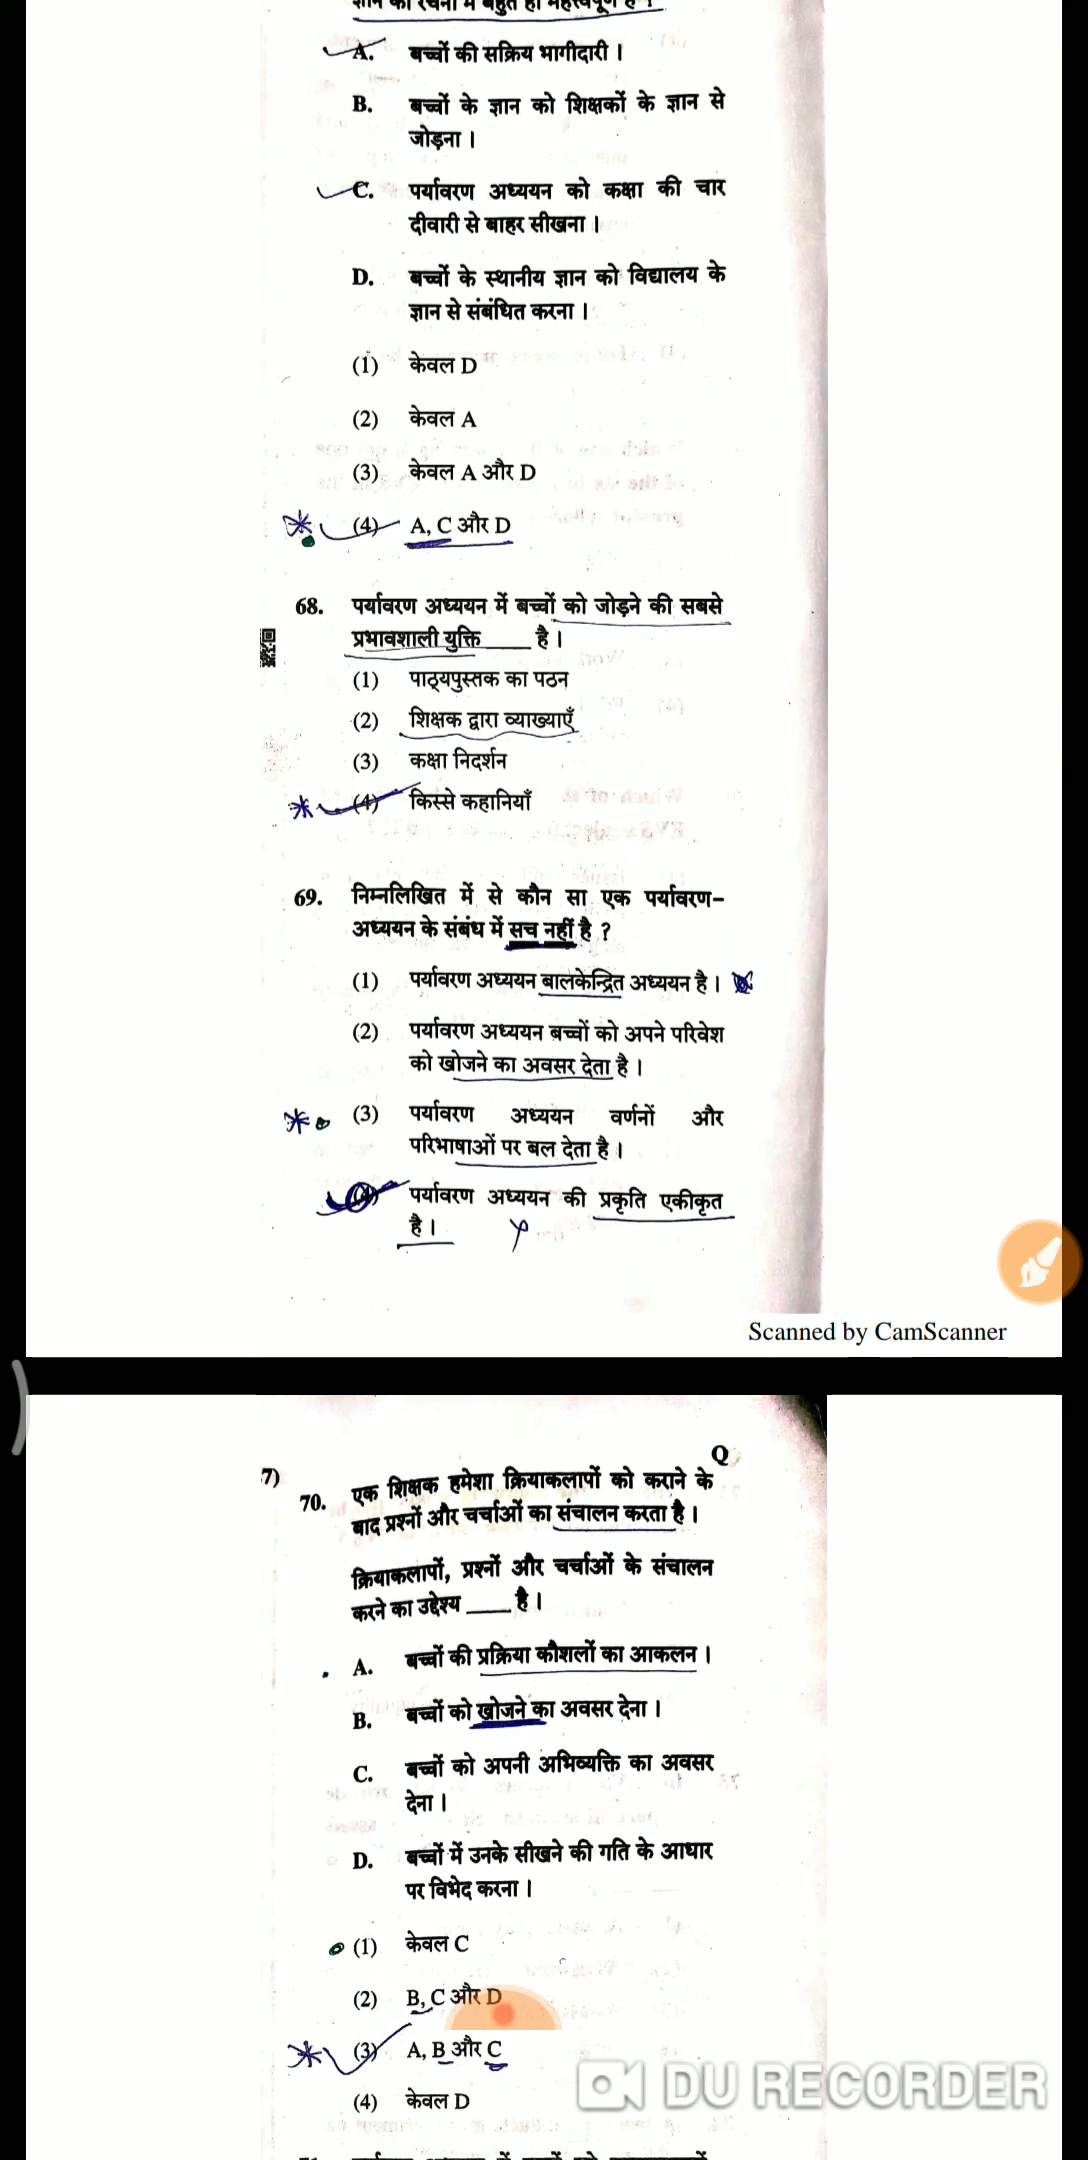 ज्ञान की रचना में बहुत ही महत्त्वपूर्ण है ?
A. बच्चों की सक्रिय भागीदारी ।
B. बच्चों के ज्ञान को शिक्षकों के ज्ञान से
जोड़ना ।
C. पर्यावरण अध्ययन को कक्षा की चार
दीवारी से बाहर सीखना ।
D. बच्चों के स्थानीय ज्ञान को विद्यालय के
ज्ञान से संबंधित करना ।
(1) केवल D
(2) केवल A
(3) केवल A और D
(4) A, C और D
68. पर्यावरण अध्ययन में बच्चों को जोड़ने की सबसे
प्रभावशाली युक्ति ____ है ।
(1) पाठ्यपुस्तक का पठन
(2) शिक्षक द्वारा व्याख्याएँ
(3) कक्षा निदर्शन
(4) किस्से कहानियाँ
69. निम्नलिखित में से कौन सा एक पर्यावरण-
अध्ययन के संबंध में सच नहीं है ?
(1) पर्यावरण अध्ययन बालकेन्द्रित अध्ययन है ।
(2) पर्यावरण अध्ययन बच्चों को अपने परिवेश
को खोजने का अवसर देता है ।
(3) पर्यावरण अध्ययन वर्णनों और
परिभाषाओं पर बल देता है ।
(4) पर्यावरण अध्ययन की प्रकृति एकीकृत
है ।
Scanned by CamScanner
Q
7)
70. एक शिक्षक हमेशा क्रियाकलापों को कराने के
बाद प्रश्नों और चर्चाओं का संचालन करता है ।
क्रियाकलापों, प्रश्नों और चर्चाओं के संचालन
करने का उद्देश्य ____ है ।
A. बच्चों की प्रक्रिया कौशलों का आकलन ।
B. बच्चों को खोजने का अवसर देना ।
C. बच्चों को अपनी अभिव्यक्ति का अवसर
देना ।
D. बच्चों में उनके सीखने की गति के आधार
पर विभेद करना ।
(1) केवल C
(2) B, C और D
(3) A, B और C
(4) केवल D
DU RECORDER